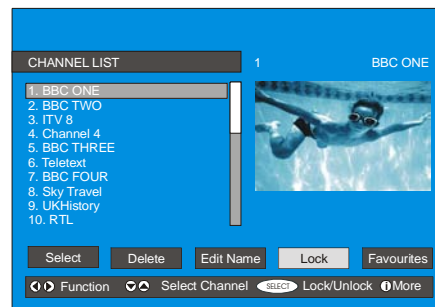 CHANNEL LIST 1 BBC ONE
1. BBC ONE
2. BBC TWO
3. ITV 8
4. Channel 4
5. BBC THREE
6. Teletext
7. BBC FOUR
8. Sky Travel
9. UKHistory
10. RTL
Select Delete Edit Name Lock Favourites
Function Select Channel SELECT Lock/Unlock i More